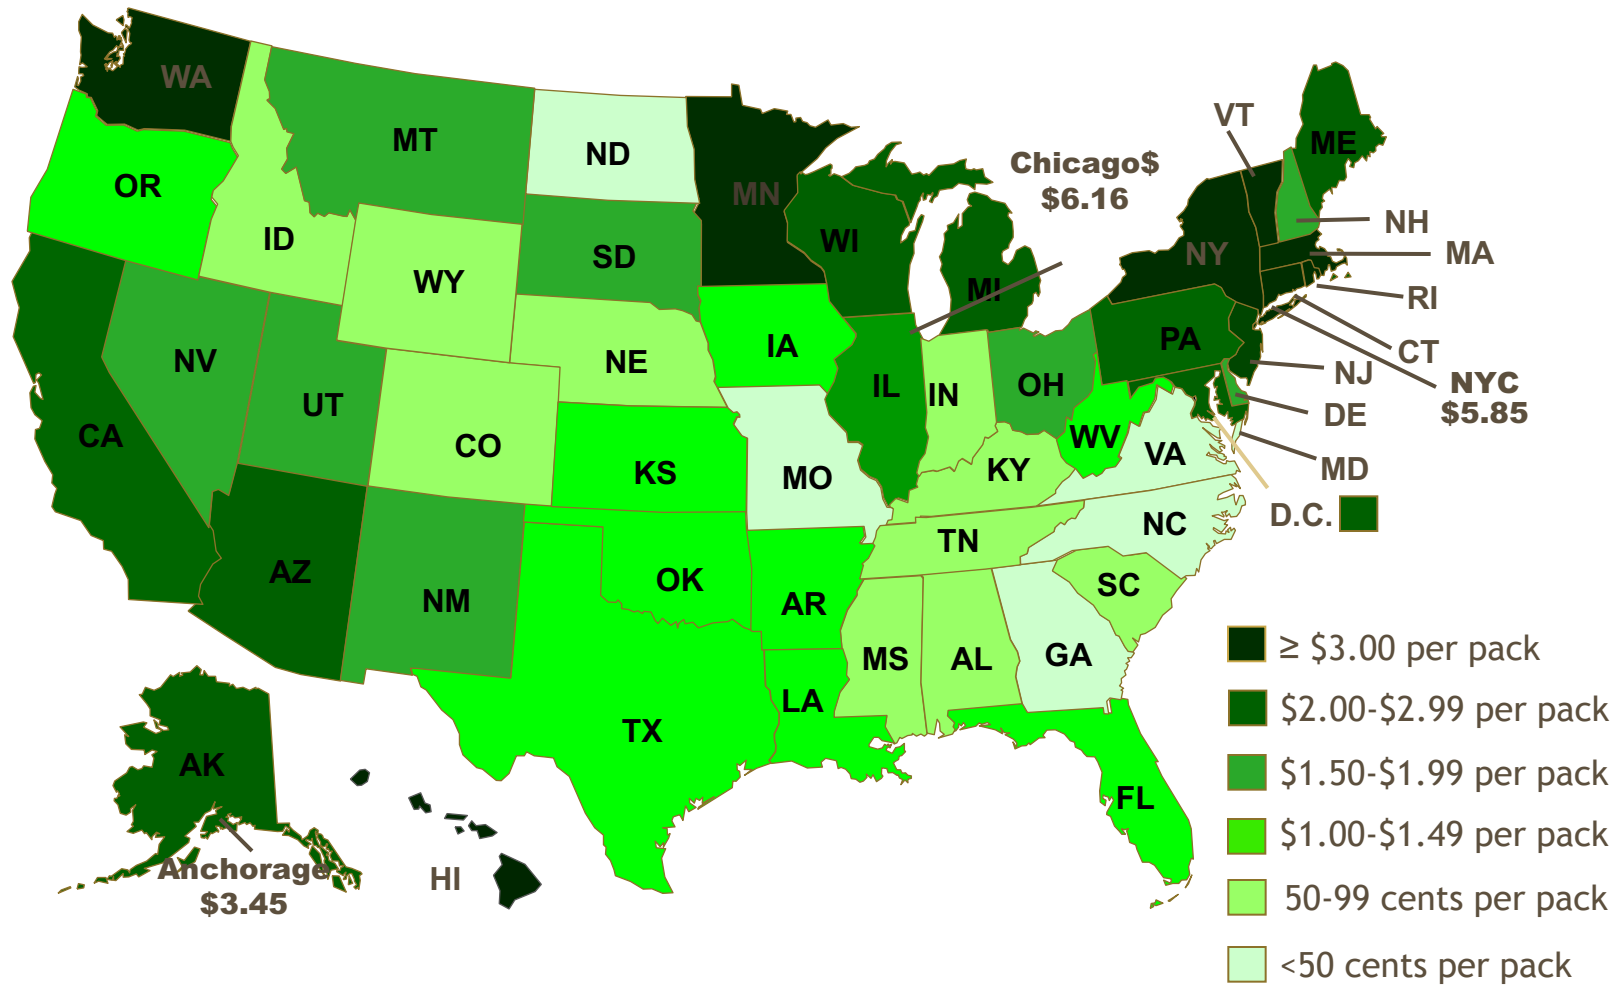 WA
MT
ND
MN
OR
ID
WY
SD
WI
MI
Chicago$
$6.16
VT
ME
NH
NY
MA
RI
CT
NYC
$5.85
NJ
DE
MD
D.C.
PA
NV
UT
CO
NE
IA
IL
IN
OH
WV
VA
CA
KS
MO
KY
AZ
NM
OK
AR
TN
NC
SC
TX
LA
MS
AL
GA
FL
AK
Anchorage
$3.45
HI
≥ $3.00 per pack
$2.00-$2.99 per pack
$1.50-$1.99 per pack
$1.00-$1.49 per pack
50-99 cents per pack
<50 cents per pack